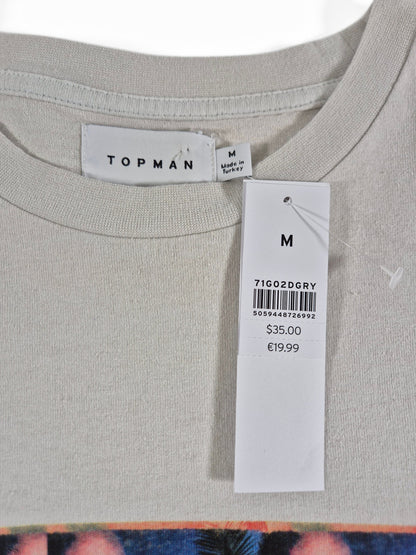 TOPMAN
M
Made in
Turkey
M
71G02DGRY
5059448726992
$35.00
€19.99